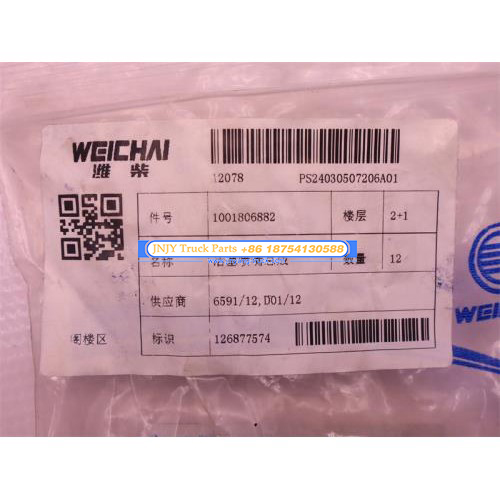 WEICHAI
潍柴
12078 PS24030507206A01
件号 1001806882 楼层 2+1
JNJY Truck Parts +86 18754130588
名称 数量 12
供应商 6591/12,D01/12
阁楼区 标识 126877574
WEI